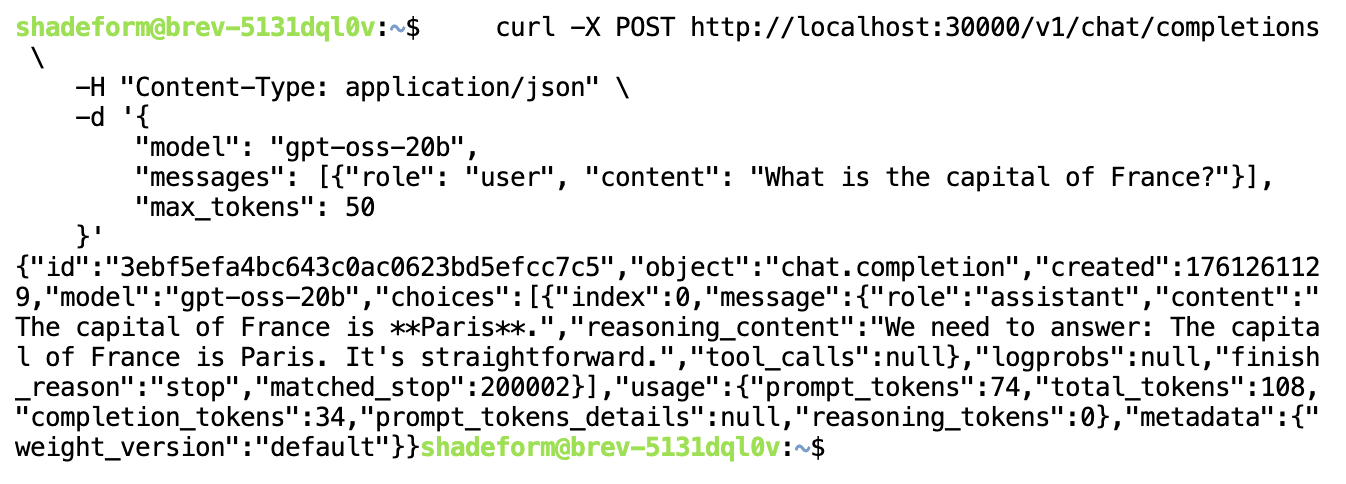 shadeform@brev-5131dql0v:~$     curl -X POST http://localhost:30000/v1/chat/completions
 \
    -H "Content-Type: application/json" \
    -d '{
        "model": "gpt-oss-20b",
        "messages": [{"role": "user", "content": "What is the capital of France?"}],
        "max_tokens": 50
    }'
{"id":"3ebf5efa4bc643c0ac0623bd5efcc7c5","object":"chat.completion","created":176126112
9,"model":"gpt-oss-20b","choices":[{"index":0,"message":{"role":"assistant","content":"
The capital of France is **Paris**.","reasoning_content":"We need to answer: The capita
l of France is Paris. It's straightforward.","tool_calls":null},"logprobs":null,"finish
_reason":"stop","matched_stop":200002}],"usage":{"prompt_tokens":74,"total_tokens":108,
"completion_tokens":34,"prompt_tokens_details":null,"reasoning_tokens":0},"metadata":{"
weight_version":"default"}}shadeform@brev-5131dql0v:~$